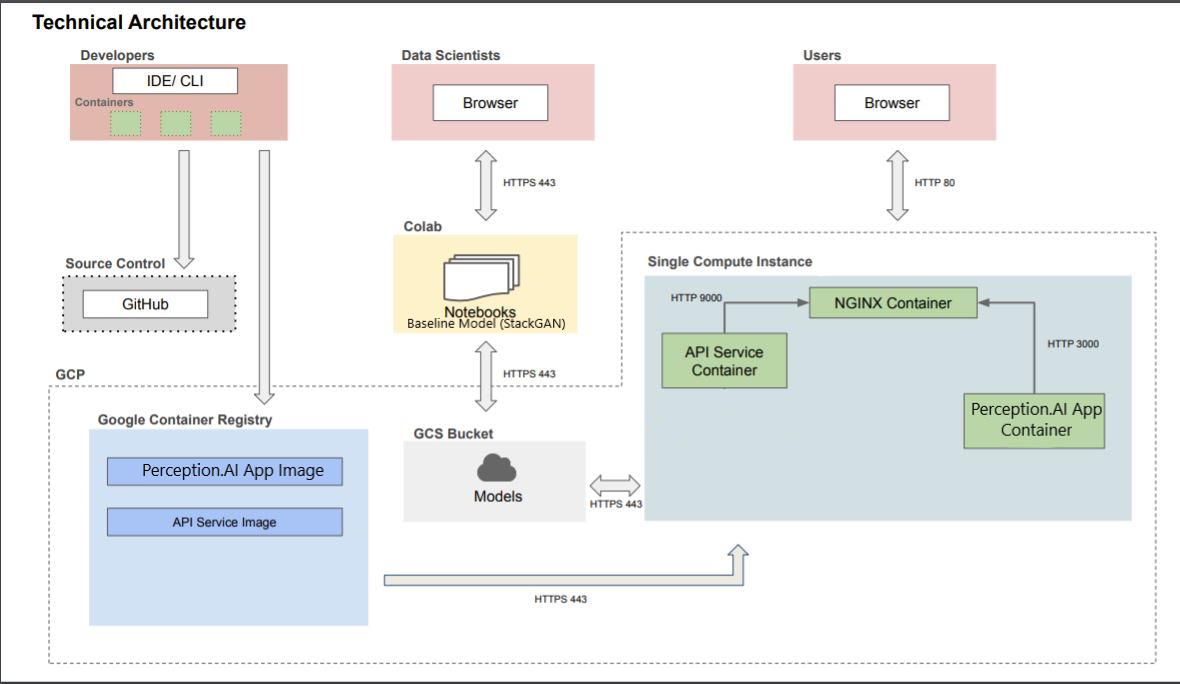 Technical Architecture
Developers
IDE/ CLI
Containers
Data Scientists
Browser
Users
Browser
HTTPS 443
HTTP 80
Colab
Notebooks
Baseline Model (StackGAN)
Source Control
GitHub
Single Compute Instance
HTTP 9000
NGINX Container
API Service
Container
HTTP 3000
Perception.AI App
Container
HTTPS 443
GCP
Google Container Registry
Perception.AI App Image
API Service Image
GCS Bucket
Models
HTTPS 443
HTTPS 443